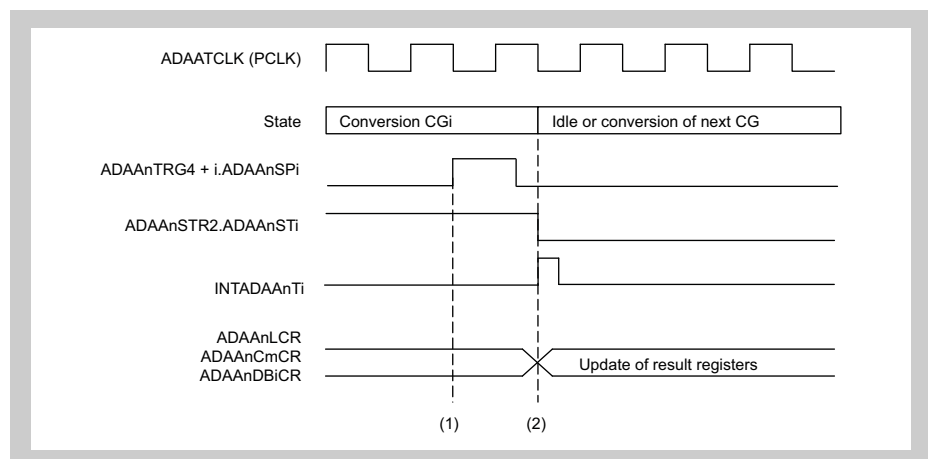 ADAATCLK (PCLK)
State
Conversion CGi
Idle or conversion of next CG
ADAAnTRG4 + i.ADAAnSPi
ADAAnSTR2.ADAAnSTi
INTADAAnTi
ADAAnLCR
ADAAnCmCR
ADAAnDBiCR
Update of result registers
(1)
(2)